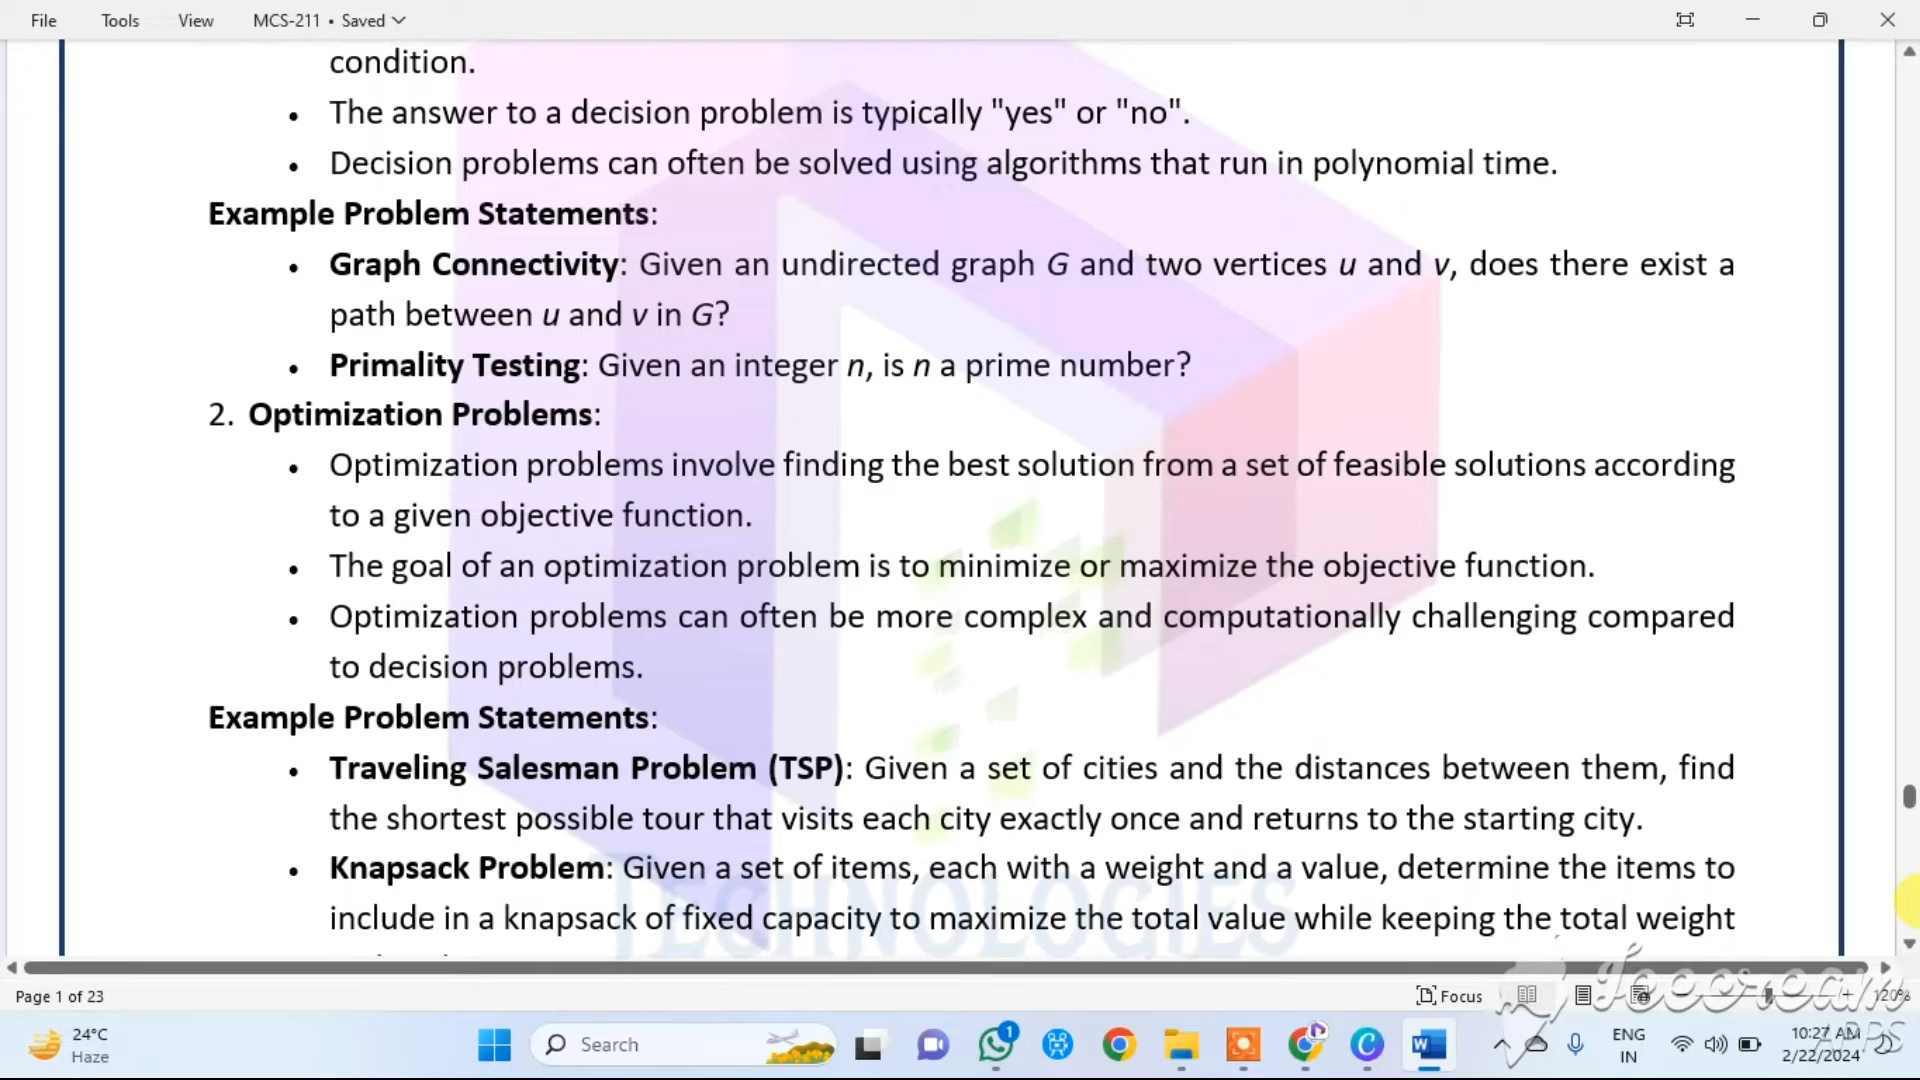 File Tools View MCS-211 • Saved
condition.
• The answer to a decision problem is typically "yes" or "no".
• Decision problems can often be solved using algorithms that run in polynomial time.
Example Problem Statements:
• Graph Connectivity: Given an undirected graph G and two vertices u and v, does there exist a
path between u and v in G?
• Primality Testing: Given an integer n, is n a prime number?
2. Optimization Problems:
• Optimization problems involve finding the best solution from a set of feasible solutions according
to a given objective function.
• The goal of an optimization problem is to minimize or maximize the objective function.
• Optimization problems can often be more complex and computationally challenging compared
to decision problems.
Example Problem Statements:
• Traveling Salesman Problem (TSP): Given a set of cities and the distances between them, find
the shortest possible tour that visits each city exactly once and returns to the starting city.
• Knapsack Problem: Given a set of items, each with a weight and a value, determine the items to
include in a knapsack of fixed capacity to maximize the total value while keeping the total weight
TECHNOLOGIES
Page 1 of 23 Focus 120%
24°C
Haze
Search
1
ENG
IN
10:27 AM
2/22/2024
APPS